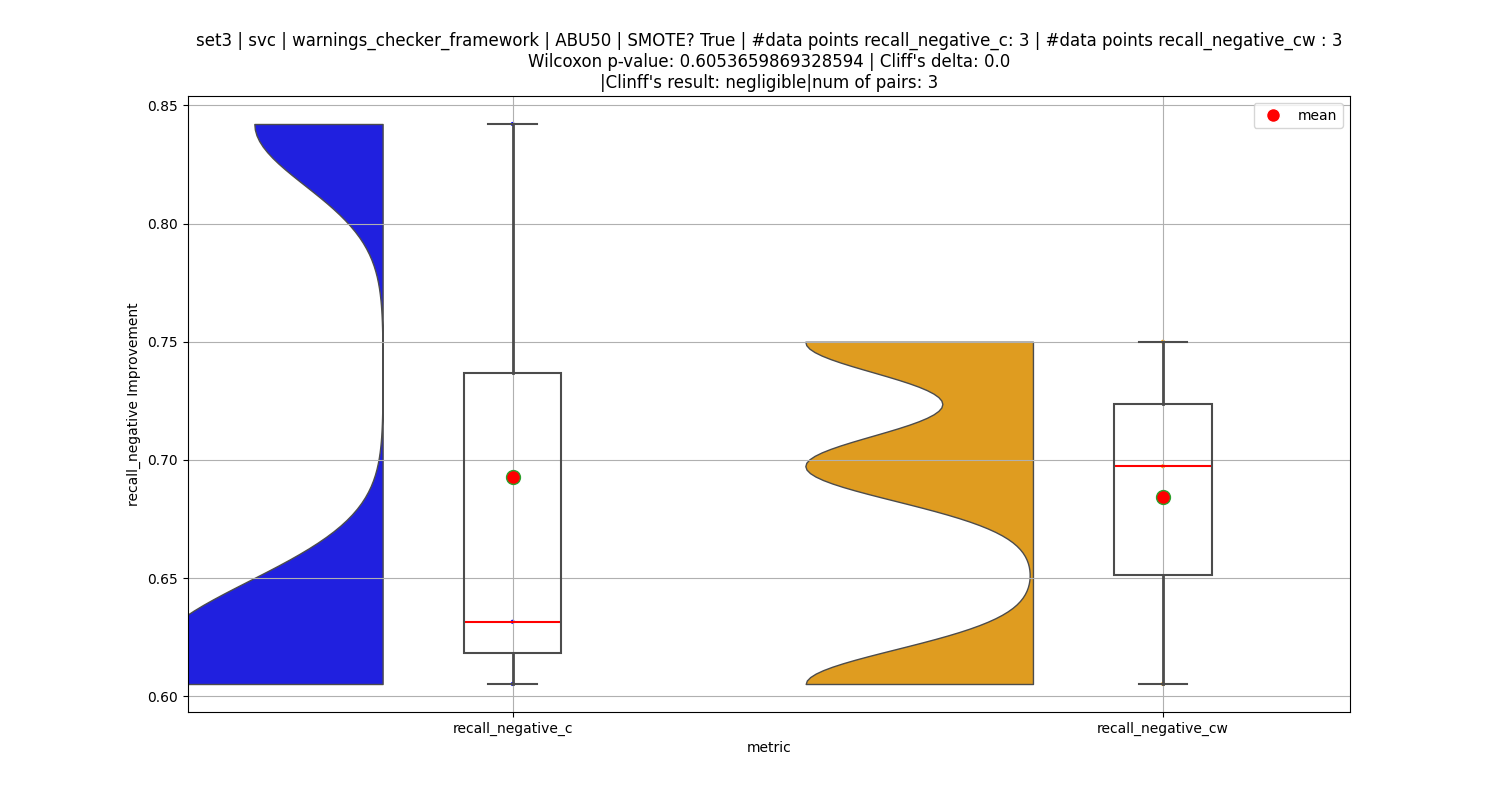 set3 | svc | warnings_checker_framework | ABU50 | SMOTE? True | #data points recall_negative_c: 3 | #data points recall_negative_cw : 3
Wilcoxon p-value: 0.6053659869328594 | Cliff's delta: 0.0
|Clinff's result: negligible|num of pairs: 3
mean
0.85
0.80
0.75
0.70
0.65
0.60
recall_negative Improvement
recall_negative_c
recall_negative_cw
metric